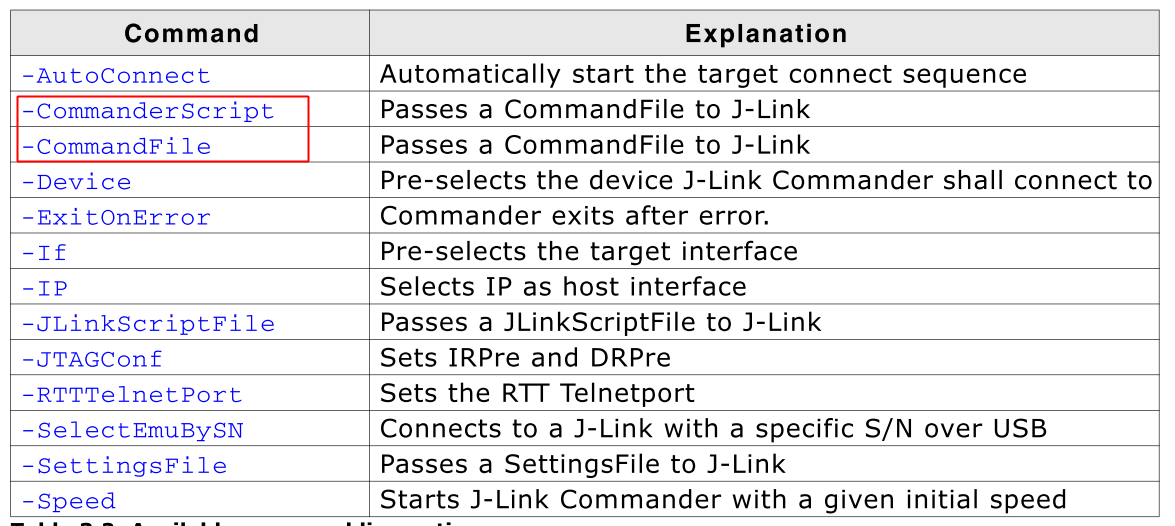 Command Explanation
-AutoConnect Automatically start the target connect sequence
-CommanderScript Passes a CommandFile to J-Link
-CommandFile Passes a CommandFile to J-Link
-Device Pre-selects the device J-Link Commander shall connect to
-ExitOnError Commander exits after error.
-If Pre-selects the target interface
-IP Selects IP as host interface
-JLinkScriptFile Passes a JLinkScriptFile to J-Link
-JTAGConf Sets IRPre and DRPre
-RTTTelnetPort Sets the RTT Telnetport
-SelectEmuBySN Connects to a J-Link with a specific S/N over USB
-SettingsFile Passes a SettingsFile to J-Link
-Speed Starts J-Link Commander with a given initial speed